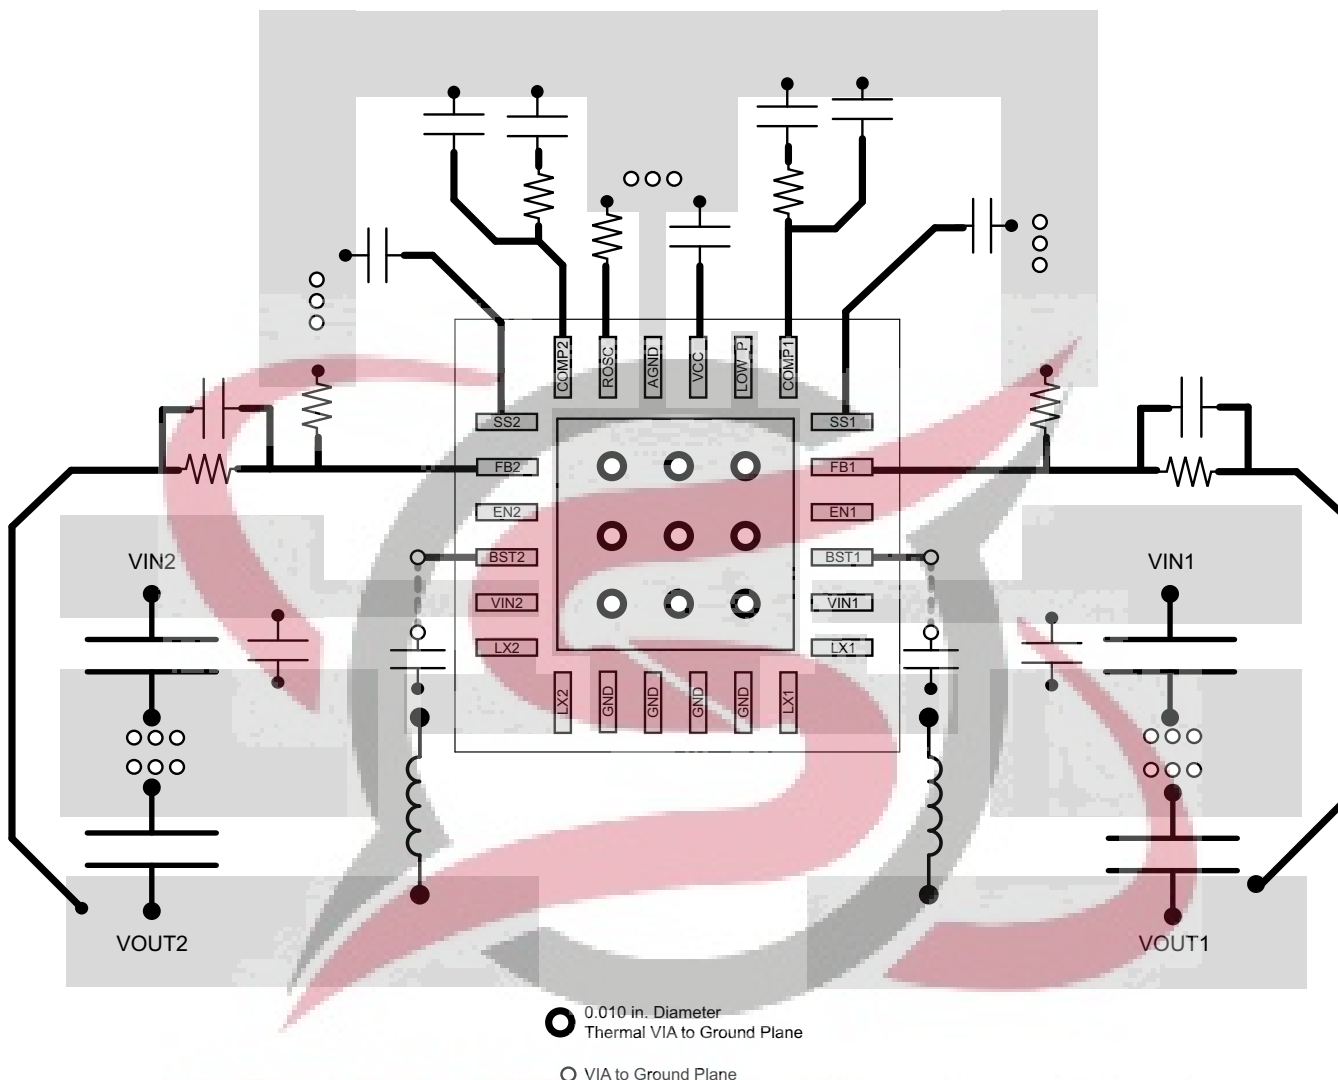 COMP2
ROSC
AGND
VCC
LOW_P
COMP1
SS2
SS1
FB2
FB1
EN2
EN1
VIN2
BST2
BST1
VIN1
VIN2
VIN1
LX2
LX1
LX2
GND
GND
GND
GND
LX1
VOUT2
VOUT1
0.010 in. Diameter
Thermal VIA to Ground Plane
VIA to Ground Plane